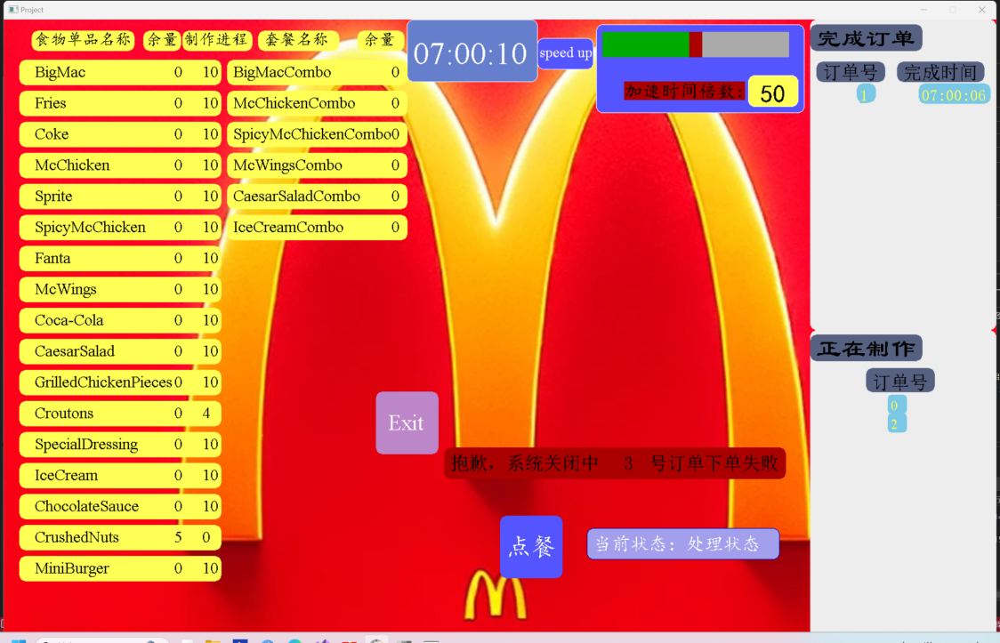 Project
食物单品名称 余量 制作进程 套餐名称 余量
BigMac 0 10 BigMacCombo 0
Fries 0 10 McChickenCombo 0
Coke 0 10 SpicyMcChickenCombo0
McChicken 0 10 McWingsCombo 0
Sprite 0 10 CaesarSaladCombo 0
SpicyMcChicken 0 10 IceCreamCombo 0
Fanta 0 10
McWings 0 10
Coca-Cola 0 10
CaesarSalad 0 10
GrilledChickenPieces0 10
Croutons 0 4
SpecialDressing 0 10
IceCream 0 10
ChocolateSauce 0 10
CrushedNuts 5 0
MiniBurger 0 10
07:00:10
speed up
加速时间倍数: 50
Exit
抱歉，系统关闭中 3 号订单下单失败
点餐
当前状态：处理状态
完成订单
订单号 完成时间
1 07:00:06
正在制作
订单号
0
2